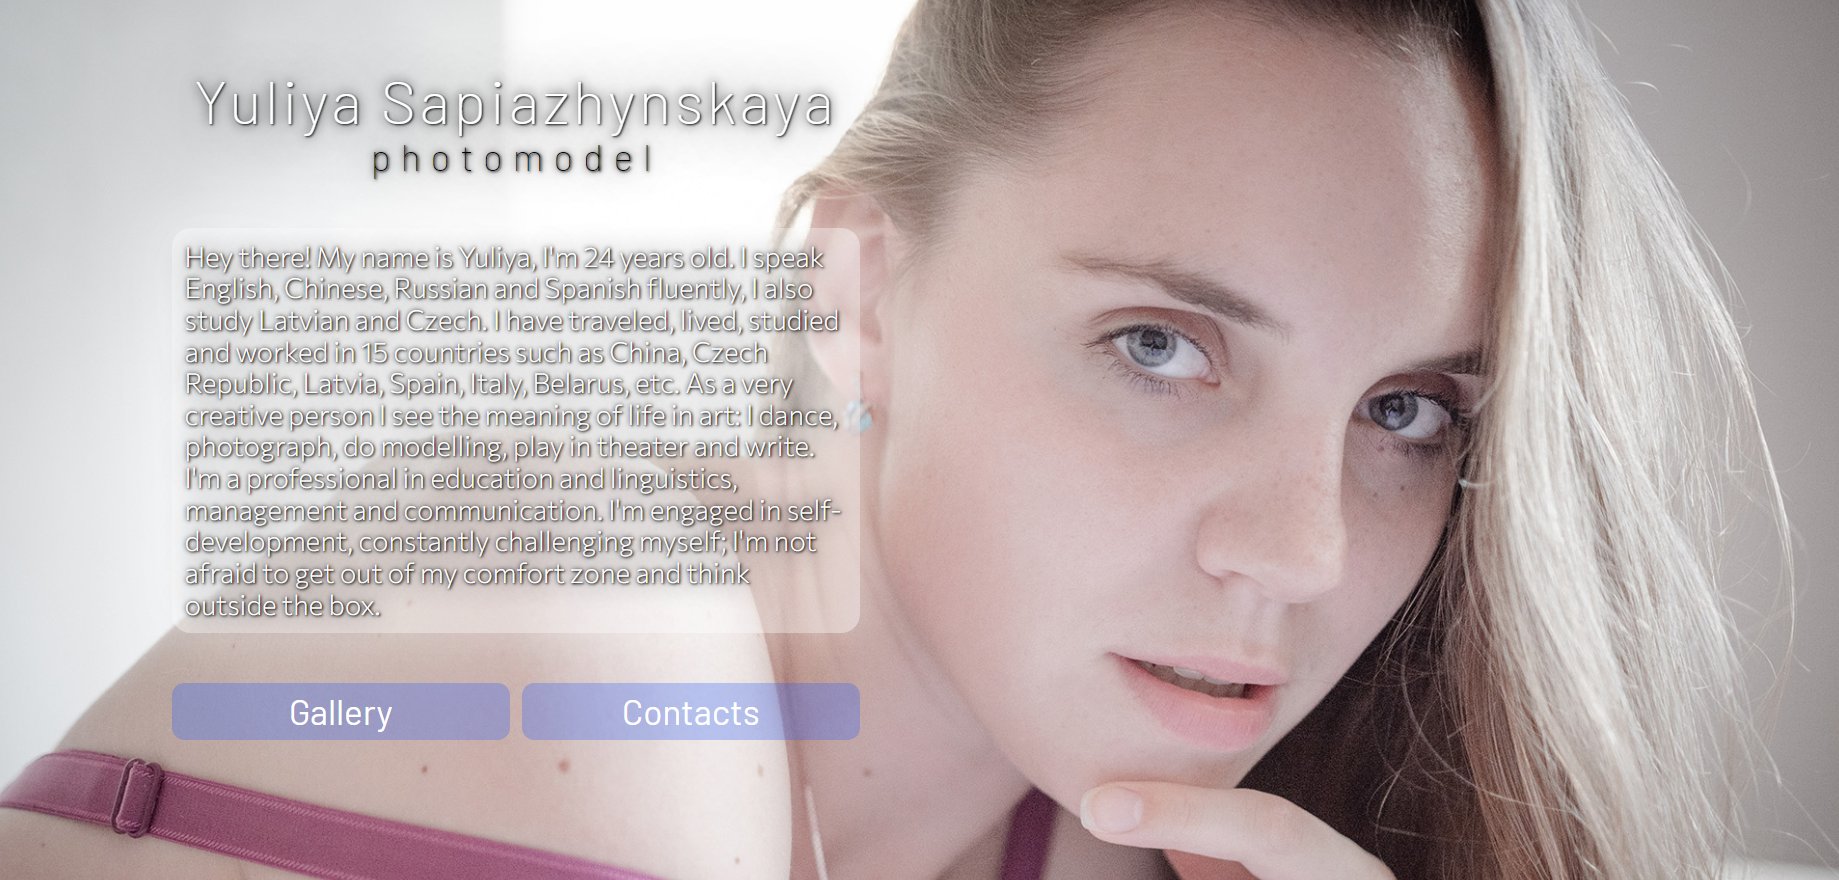 Yuliya Sapiazhynskaya
photomodel
Hey there! My name is Yuliya, I'm 24 years old. I speak
English, Chinese, Russian and Spanish fluently, I also
study Latvian and Czech. I have traveled, lived, studied
and worked in 15 countries such as China, Czech
Republic, Latvia, Spain, Italy, Belarus, etc. As a very
creative person I see the meaning of life in art: I dance,
photograph, do modelling, play in theater and write.
I'm a professional in education and linguistics,
management and communication. I'm engaged in self-
development, constantly challenging myself; I'm not
afraid to get out of my comfort zone and think
outside the box.
Gallery
Contacts